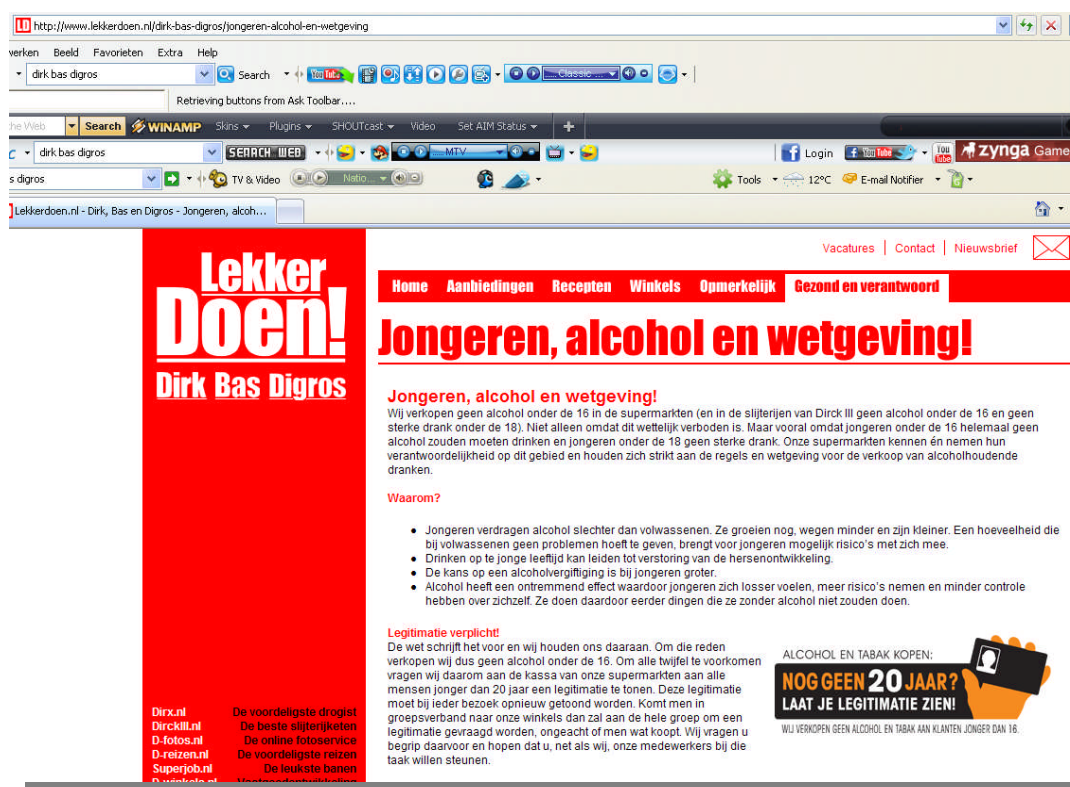 http://www.lekkerdoen.nl/dirk-bas-digros/jongeren-alcohol-en-wetgeving
Beeld Favorieten Extra Help
dirk bas digros Search You Tube Classic ...
Retrieving buttons from Ask Toolbar....
Search WINAMP Skins Plugins SHOUTcast Video Set AIM Status
dirk bas digros SEARCH WEB MTV Login You Tube You Tube zynga Game
s digros TV & Video Natio... Tools 12°C E-mail Notifier
Lekkerdoen.nl - Dirk, Bas en Digros - Jongeren, alcoh...
Vacatures | Contact | Nieuwsbrief
Lekker
Doen!
Dirk Bas Digros
Home Aanbiedingen Recepten Winkels Opmerkelijk Gezond en verantwoord
Jongeren, alcohol en wetgeving!
Jongeren, alcohol en wetgeving!
Wij verkopen geen alcohol onder de 16 in de supermarkten (en in de slijterijen van Dirck III geen alcohol onder de 16 en geen
sterke drank onder de 18). Niet alleen omdat dit wettelijk verboden is. Maar vooral omdat jongeren onder de 16 helemaal geen
alcohol zouden moeten drinken en jongeren onder de 18 geen sterke drank. Onze supermarkten kennen én nemen hun
verantwoordelijkheid op dit gebied en houden zich strikt aan de regels en wetgeving voor de verkoop van alcoholhoudende
dranken.
Waarom?
• Jongeren verdragen alcohol slechter dan volwassenen. Ze groeien nog, wegen minder en zijn kleiner. Een hoeveelheid die
bij volwassenen geen problemen hoeft te geven, brengt voor jongeren mogelijk risico's met zich mee.
• Drinken op te jonge leeftijd kan leiden tot verstoring van de hersenontwikkeling.
• De kans op een alcoholvergiftiging is bij jongeren groter.
• Alcohol heeft een ontremmend effect waardoor jongeren zich losser voelen, meer risico's nemen en minder controle
hebben over zichzelf. Ze doen daardoor eerder dingen die ze zonder alcohol niet zouden doen.
Legitimatie verplicht!
De wet schrijft het voor en wij houden ons daaraan. Om die reden
verkopen wij dus geen alcohol onder de 16. Om alle twijfel te voorkomen
vragen wij daarom aan de kassa van onze supermarkten aan alle
mensen jonger dan 20 jaar een legitimatie te tonen. Deze legitimatie
moet bij ieder bezoek opnieuw getoond worden. Komt men in
groepsverband naar onze winkels dan zal aan de hele groep om een
legitimatie gevraagd worden, ongeacht of men wat koopt. Wij vragen u
begrip daarvoor en hopen dat u, net als wij, onze medewerkers bij die
taak willen steunen.
ALCOHOL EN TABAK KOPEN:
NOG GEEN 20 JAAR?
LAAT JE LEGITIMATIE ZIEN!
WIJ VERKOPEN GEEN ALCOHOL EN TABAK AAN KLANTEN JONGER DAN 16.
Dirx.nl De voordeligste drogist
DirckIII.nl De beste slijterijketen
D-fotos.nl De online fotoservice
D-reizen.nl De voordeligste reizen
Superjob.nl De leukste banen